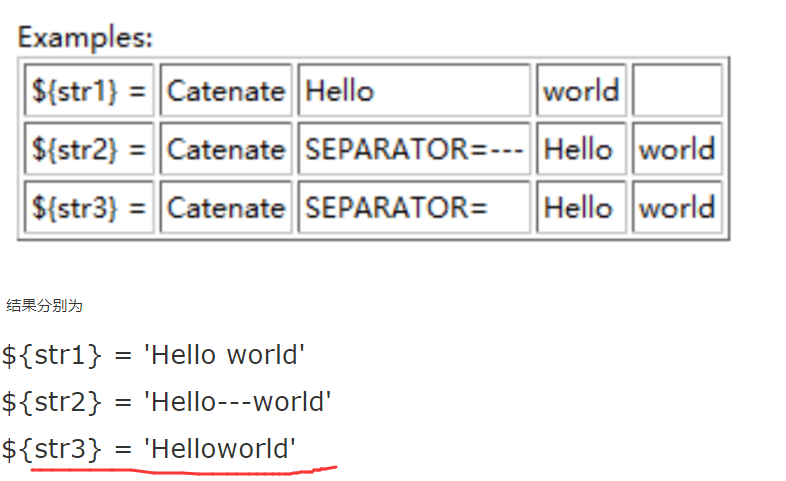 Examples:
${str1} = Catenate Hello world
${str2} = Catenate SEPARATOR=--- Hello world
${str3} = Catenate SEPARATOR= Hello world
结果分别为
${str1} = 'Hello world'
${str2} = 'Hello---world'
${str3} = 'Helloworld'